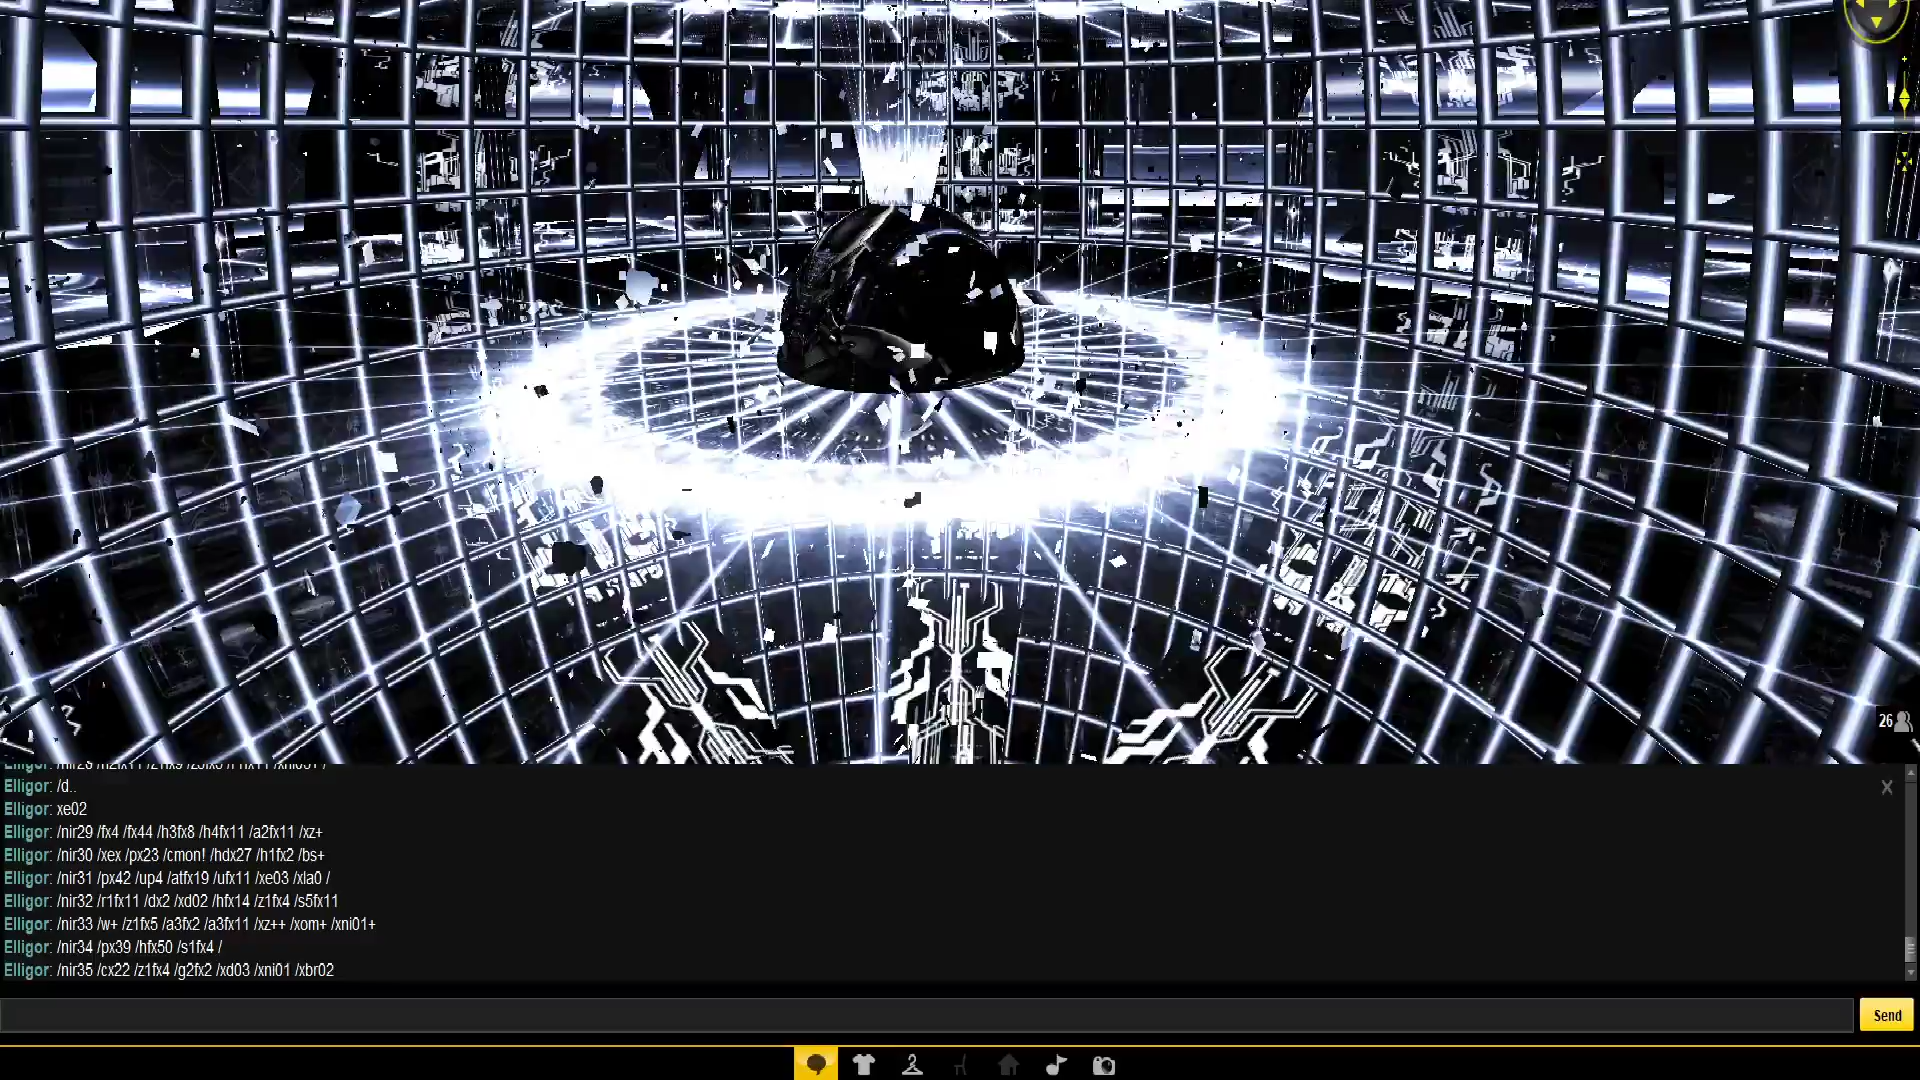 26
Elligor: /d..
Elligor: xe02
Elligor: /nir29 /fx4 /fx44 /h3fx8 /h4fx11 /a2fx11 /xz+
Elligor: /nir30 /xex /px23 /cmon! /hdx27 /h1fx2 /bs+
Elligor: /nir31 /px42 /up4 /atfx19 /ufx11 /xe03 /xla0 /
Elligor: /nir32 /r1fx11 /dx2 /xd02 /hfx14 /z1fx4 /s5fx11
Elligor: /nir33 /w+ /z1fx5 /a3fx2 /a3fx11 /xz++ /xom+ /xni01+
Elligor: /nir34 /px39 /hfx50 /s1fx4 /
Elligor: /nir35 /cx22 /z1fx4 /g2fx2 /xd03 /xni01 /xbr02
Send